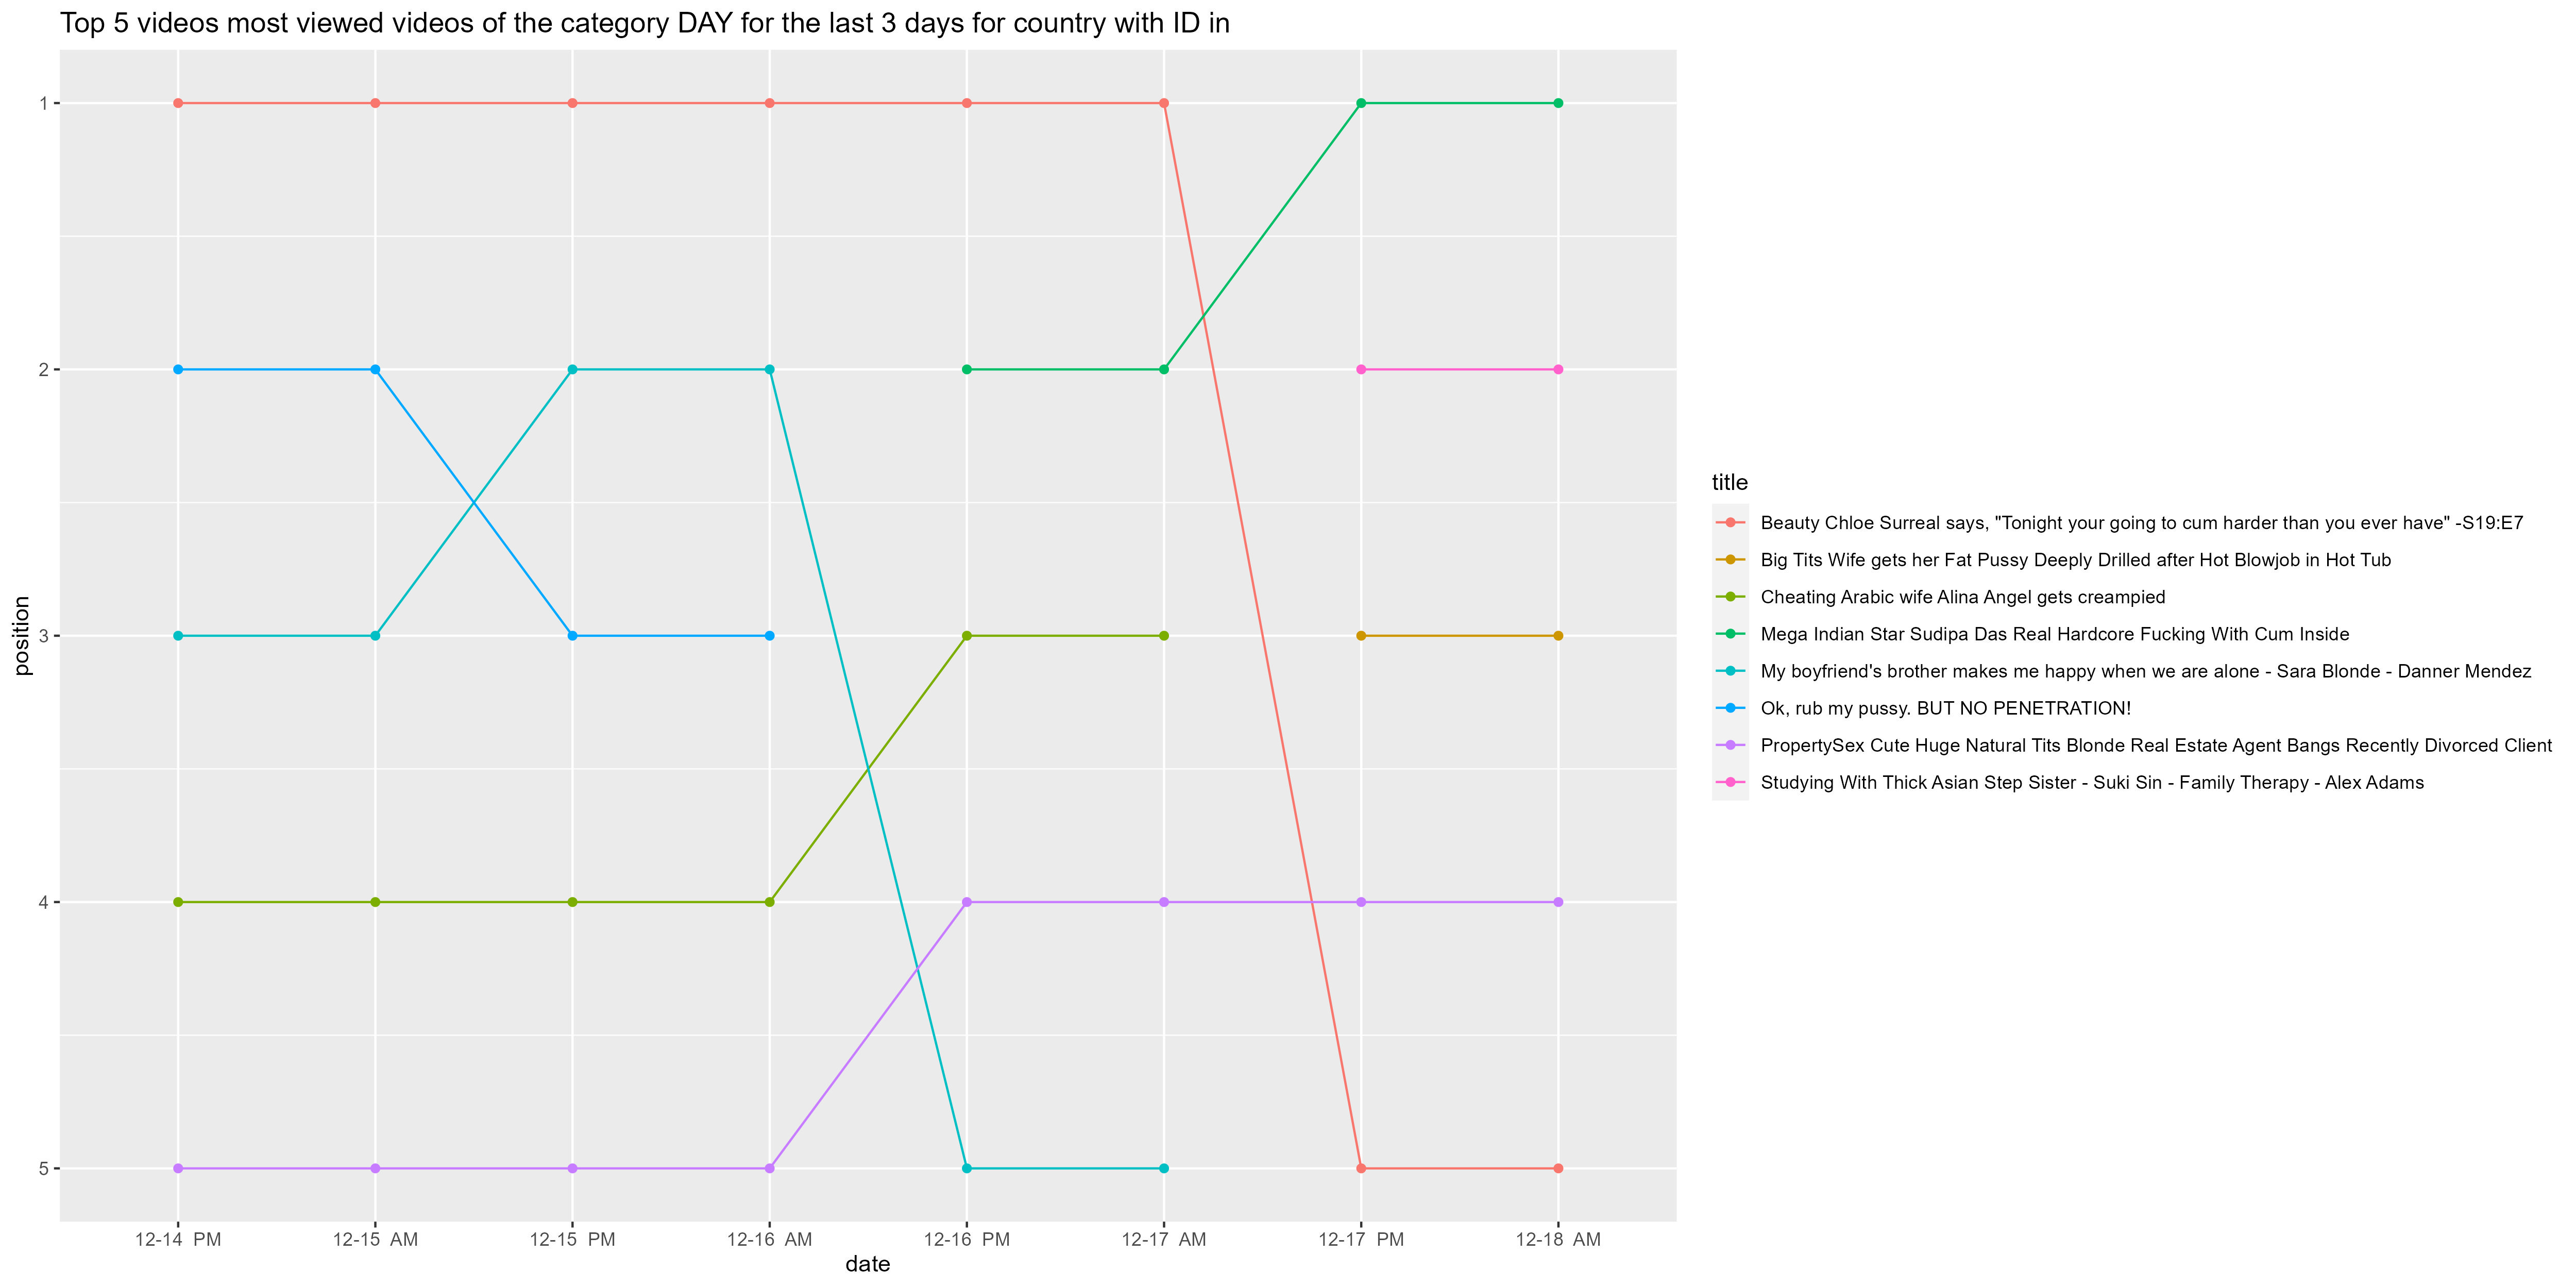 Top 5 videos most viewed videos of the category DAY for the last 3 days for country with ID in
position
1
2
3
4
5
12-14 PM
12-15 AM
12-15 PM
12-16 AM
12-16 PM
12-17 AM
12-17 PM
12-18 AM
date
title
Beauty Chloe Surreal says, "Tonight your going to cum harder than you ever have" -S19:E7
Big Tits Wife gets her Fat Pussy Deeply Drilled after Hot Blowjob in Hot Tub
Cheating Arabic wife Alina Angel gets creampied
Mega Indian Star Sudipa Das Real Hardcore Fucking With Cum Inside
My boyfriend's brother makes me happy when we are alone - Sara Blonde - Danner Mendez
Ok, rub my pussy. BUT NO PENETRATION!
PropertySex Cute Huge Natural Tits Blonde Real Estate Agent Bangs Recently Divorced Client
Studying With Thick Asian Step Sister - Suki Sin - Family Therapy - Alex Adams